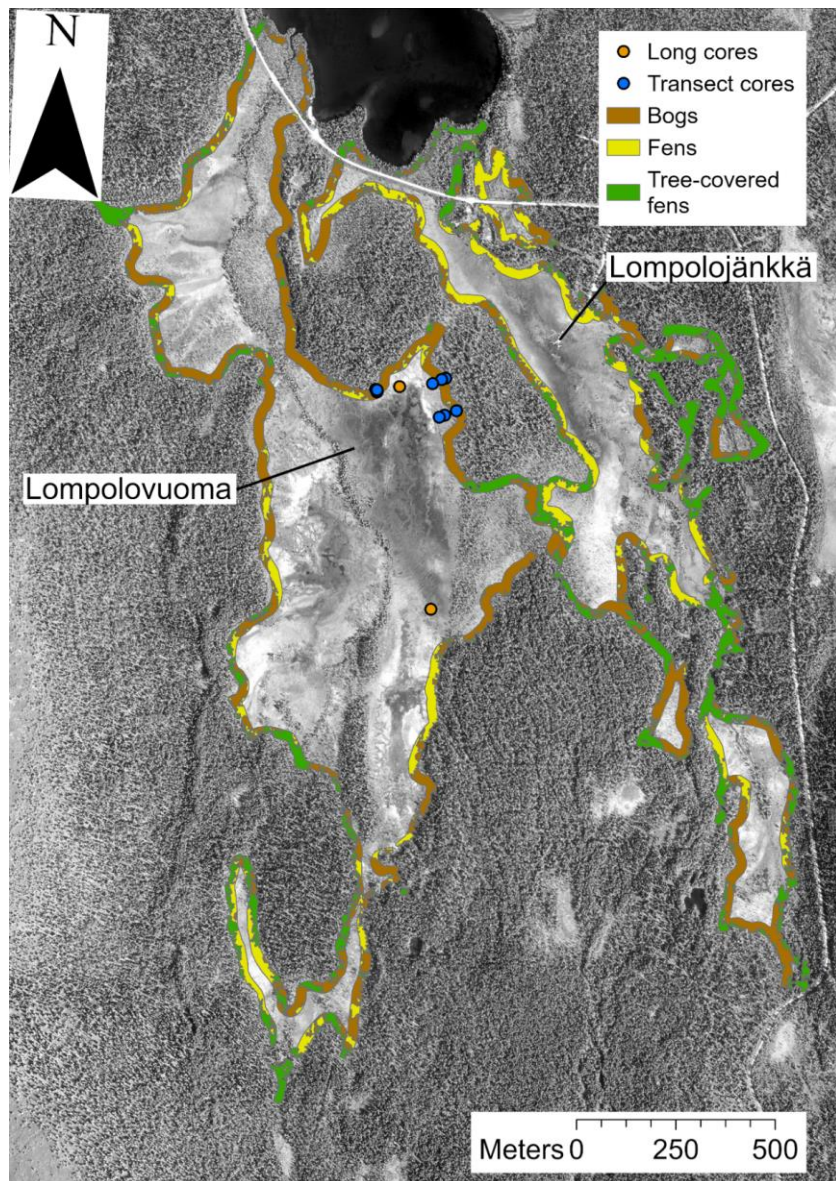 N
Long cores
Transect cores
Bogs
Fens
Tree-covered
fens
Lompolojänkkä
Lompolovuoma
Meters 0 250 500